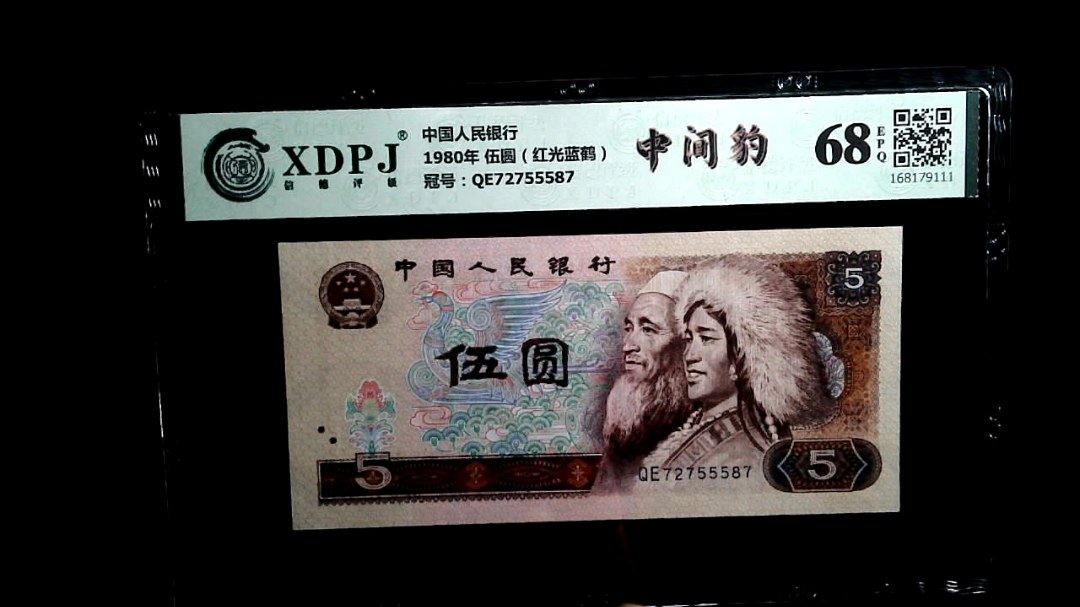 XDPJ®
信德评级
中国人民银行
1980年 伍圆（红光蓝鹤）
冠号：QE72755587
中间豹
68
EPQ
168179111
中国人民银行
5
伍圆
5
QE72755587
5